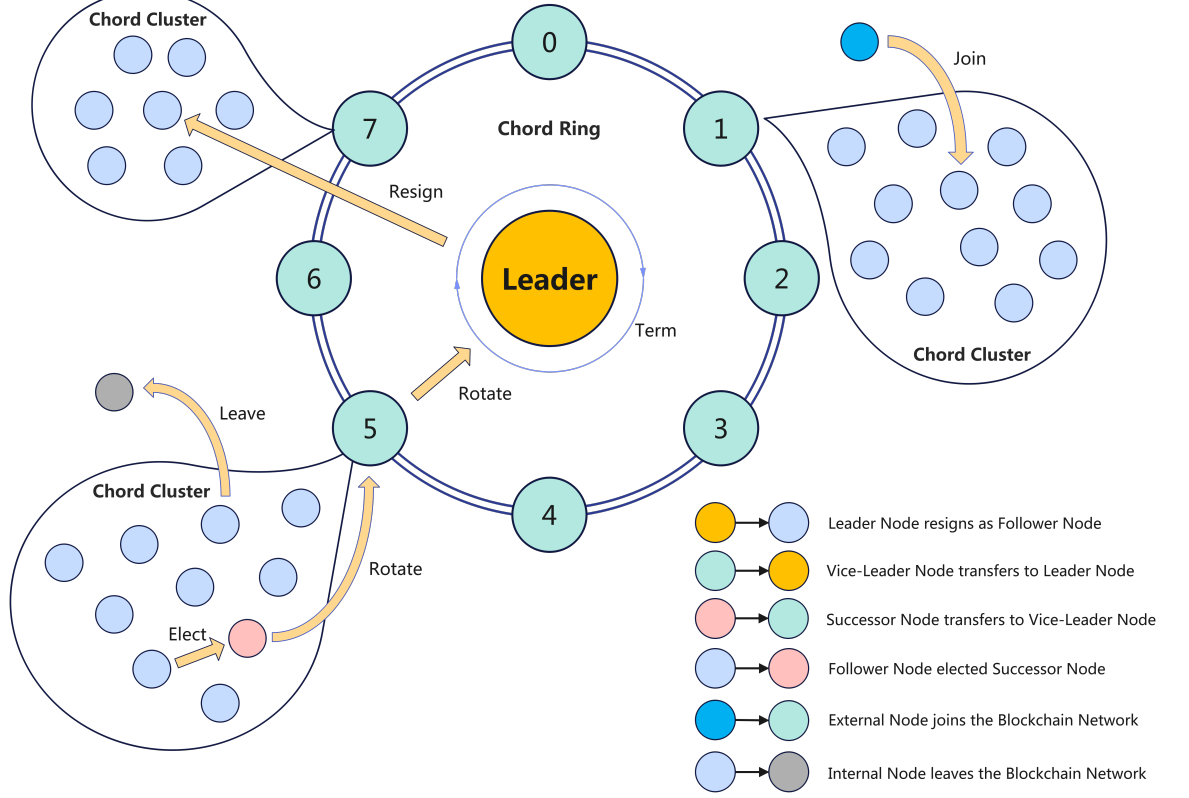 Chord Cluster
0
Join
7
Chord Ring
1
Resign
6
Leader
2
Term
Chord Cluster
Rotate
Leave
5
3
Chord Cluster
4
Rotate
Elect
Leader Node resigns as Follower Node
Vice-Leader Node transfers to Leader Node
Successor Node transfers to Vice-Leader Node
Follower Node elected Successor Node
External Node joins the Blockchain Network
Internal Node leaves the Blockchain Network